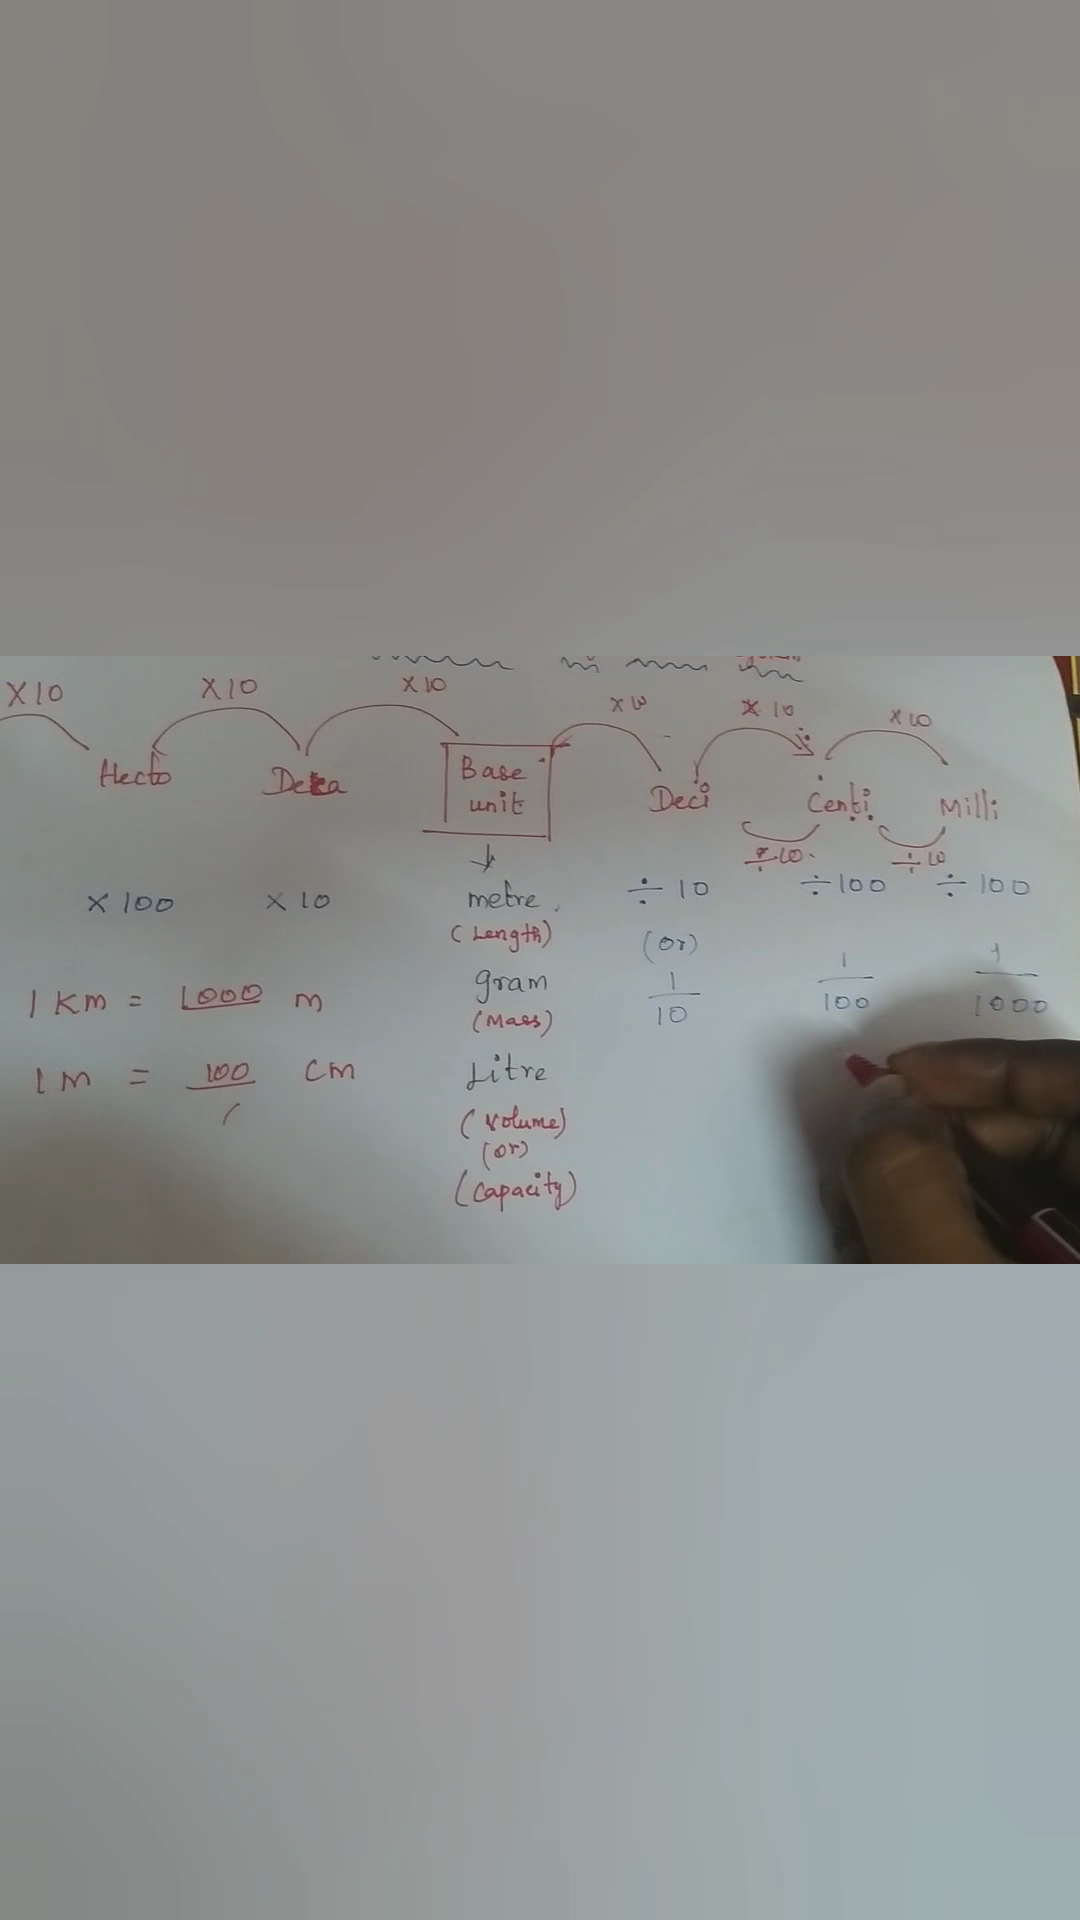 X10 X10 X10 X10 X 10 X10
Hecto Deka Base unit Deci Centi Milli
÷10 ÷10
X 100 X 10 metre ÷ 10 ÷100 ÷ 100
(Length) (or)
gram 1/10 1/100 1/1000
1 Km = 1000 m
(Mass)
1 m = 100 cm Litre
(Volume)
(or)
(Capacity)